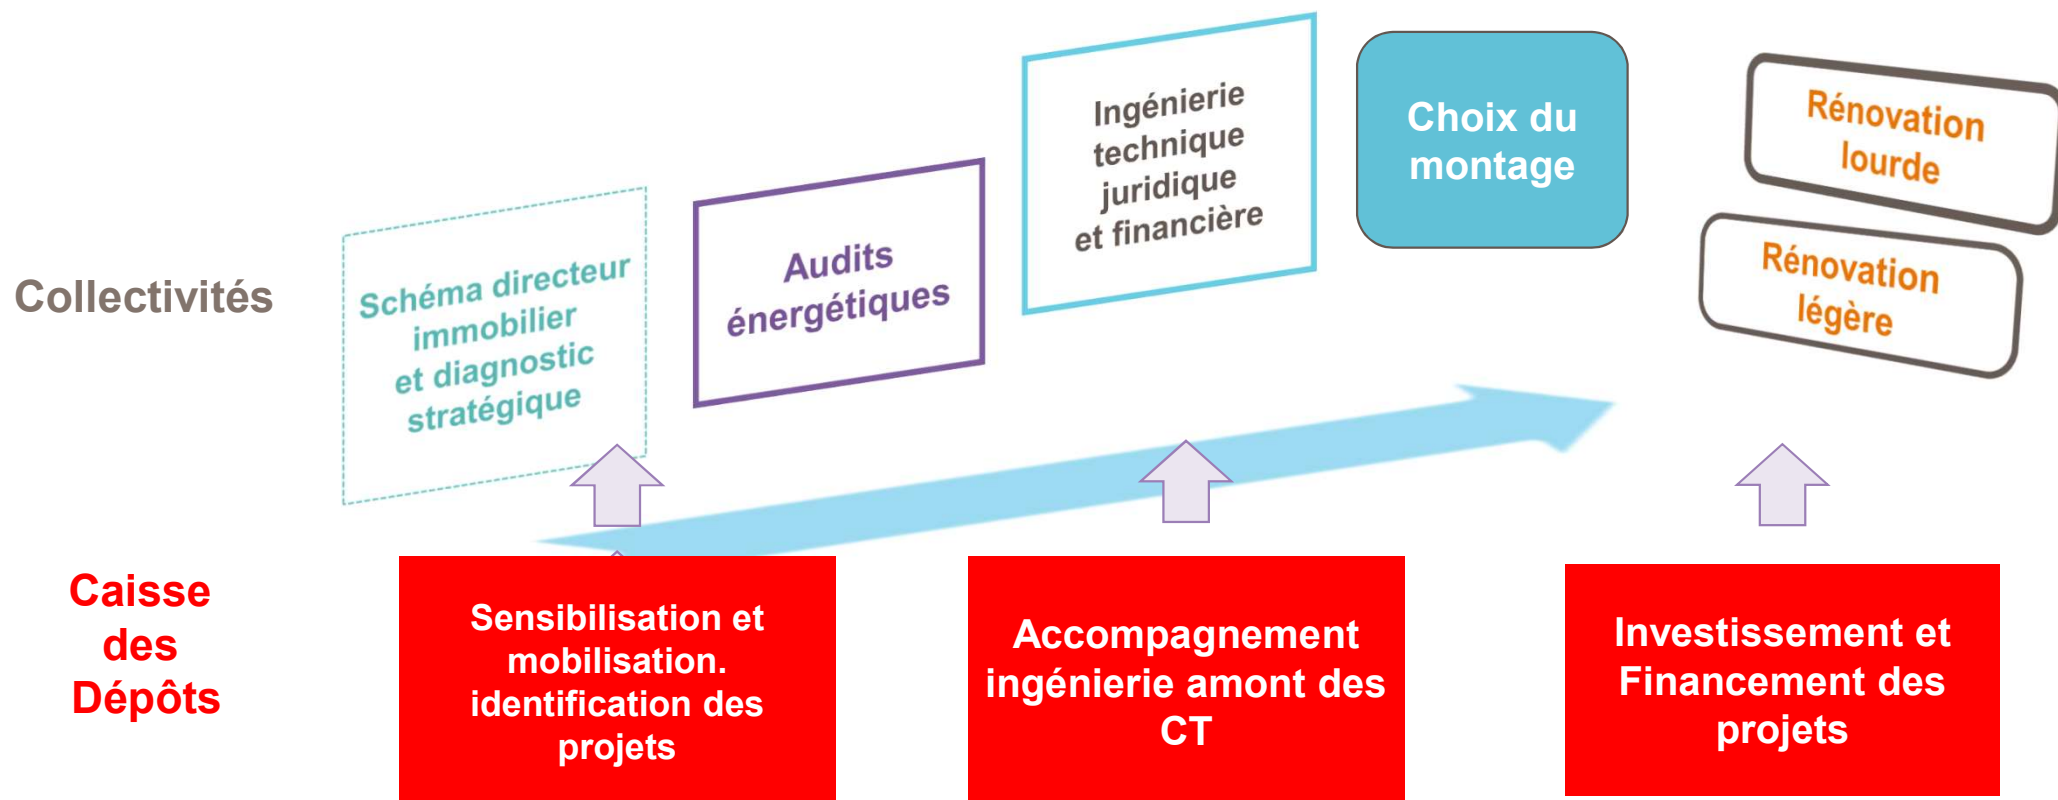 Collectivités
Schéma directeur
immobilier
et diagnostic
stratégique
Audits
énergétiques
Ingénierie
technique
juridique
et financière
Choix du
montage
Rénovation
lourde
Rénovation
légère
Caisse
des
Dépôts
Sensibilisation et
mobilisation.
identification des
projets
Accompagnement
ingénierie amont des
CT
Investissement et
Financement des
projets